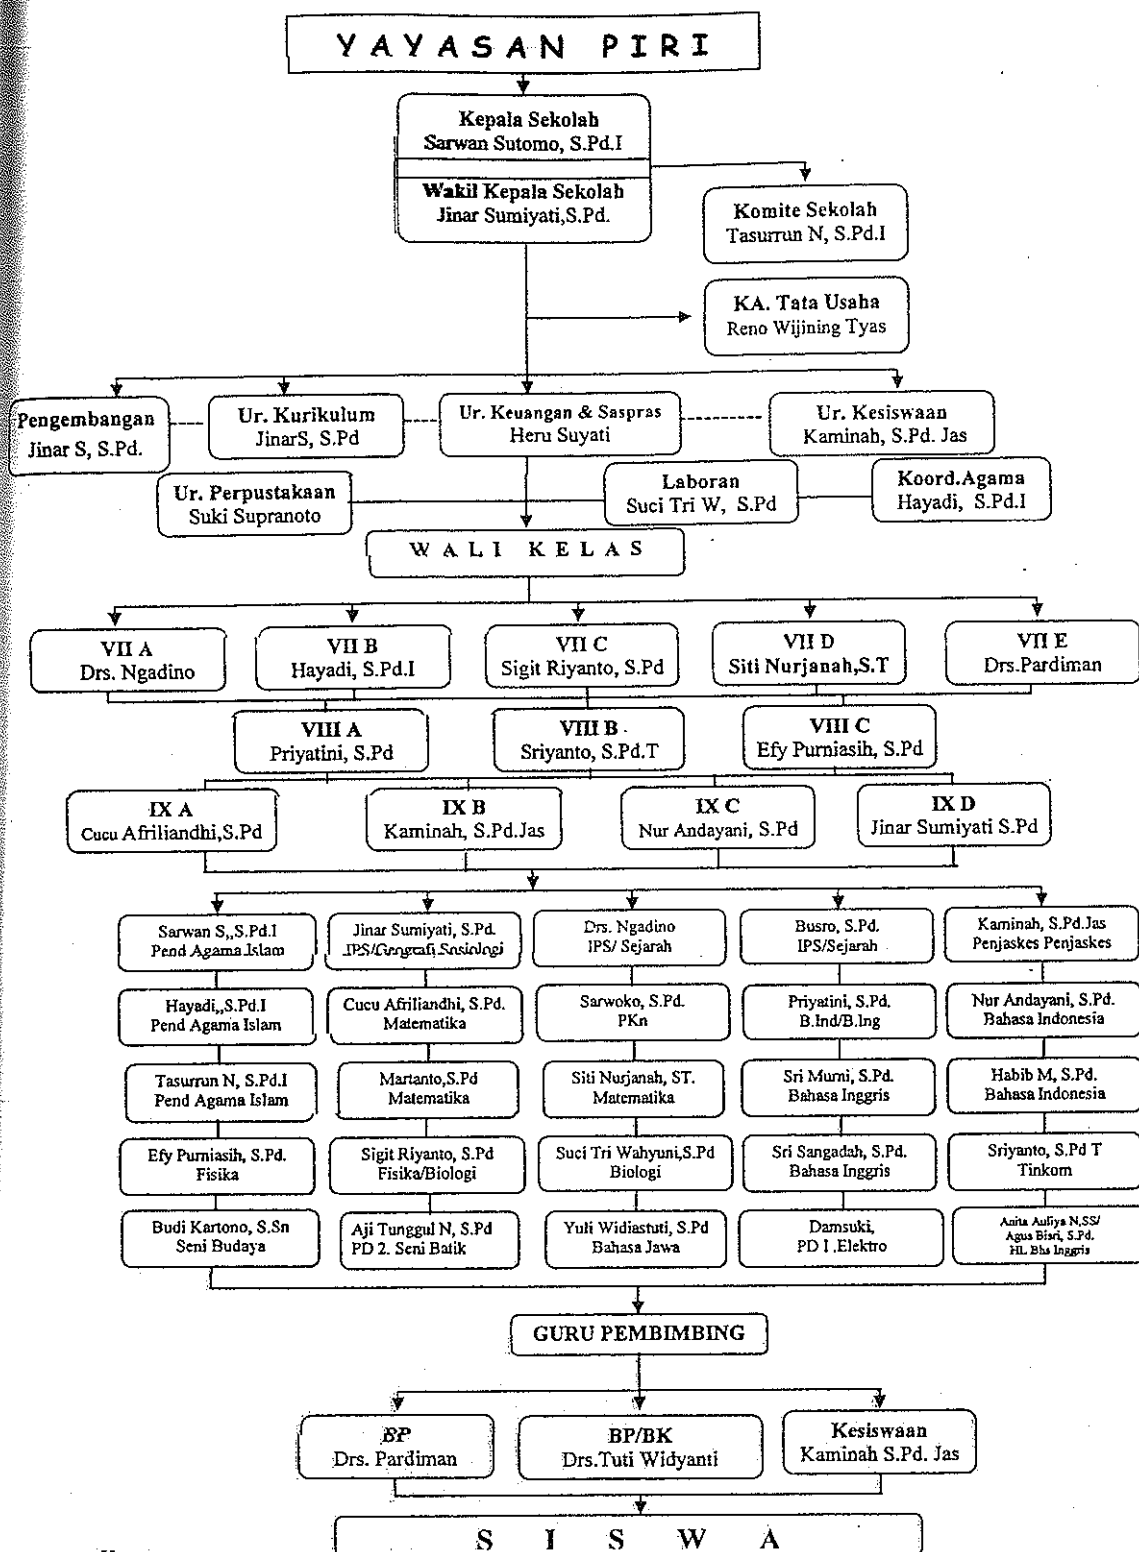 YAYASAN PIRI
Kepala Sekolah
Sarwan Sutomo, S.Pd.I
Wakil Kepala Sekolah
Jinar Sumiyati,S.Pd.
Komite Sekolah
Tasurrun N, S.Pd.I
KA. Tata Usaha
Reno Wijining Tyas
Pengembangan
Jinar S, S.Pd.
Ur. Kurikulum
JinarS, S.Pd
Ur. Keuangan & Saspras
Heru Suyati
Ur. Kesiswaan
Kaminah, S.Pd. Jas
Ur. Perpustakaan
Suki Supranoto
Laboran
Suci Tri W, S.Pd
Koord.Agama
Hayadi, S.Pd.I
WALI KELAS
VII A
Drs. Ngadino
VII B
Hayadi, S.Pd.I
VII C
Sigit Riyanto, S.Pd
VII D
Siti Nurjanah,S.T
VII E
Drs.Pardiman
VIII A
Priyatini, S.Pd
VIII B
Sriyanto, S.Pd.T
VIII C
Efy Purniasih, S.Pd
IX A
Cucu Afriliandhi,S.Pd
IX B
Kaminah, S.Pd.Jas
IX C
Nur Andayani, S.Pd
IX D
Jinar Sumiyati S.Pd
Sarwan S,,S.Pd.I
Pend Agama Islam
Jinar Sumiyati, S.Pd.
IPS/Geografi Sosiologi
Drs. Ngadino
IPS/ Sejarah
Busro, S.Pd.
IPS/Sejarah
Kaminah, S.Pd.Jas
Penjaskes Penjaskes
Hayadi,,S.Pd.I
Pend Agama Islam
Cucu Afriliandhi, S.Pd.
Matematika
Sarwoko, S.Pd.
PKn
Priyatini, S.Pd.
B.Ind/B.Ing
Nur Andayani, S.Pd.
Bahasa Indonesia
Tasurrun N, S.Pd.I
Pend Agama Islam
Martanto,S.Pd
Matematika
Siti Nurjanah, ST.
Matematika
Sri Murni, S.Pd.
Bahasa Inggris
Habib M, S.Pd.
Bahasa Indonesia
Efy Purniasih, S.Pd.
Fisika
Sigit Riyanto, S.Pd
Fisika/Biologi
Suci Tri Wahyuni,S.Pd
Biologi
Sri Sangadah, S.Pd.
Bahasa Inggris
Sriyanto, S.Pd T
Tinkom
Budi Kartono, S.Sn
Seni Budaya
Aji Tunggul N, S.Pd
PD 2. Seni Batik
Yuli Widiastuti, S.Pd
Bahasa Jawa
Damsuki,
PD 1 .Elektro
Anita Auliya N,SS/
Agus Bisri, S.Pd.
HL Bhs Inggris
GURU PEMBIMBING
BP
Drs. Pardiman
BP/BK
Drs.Tuti Widyanti
Kesiswaan
Kaminah S.Pd. Jas
SISWA